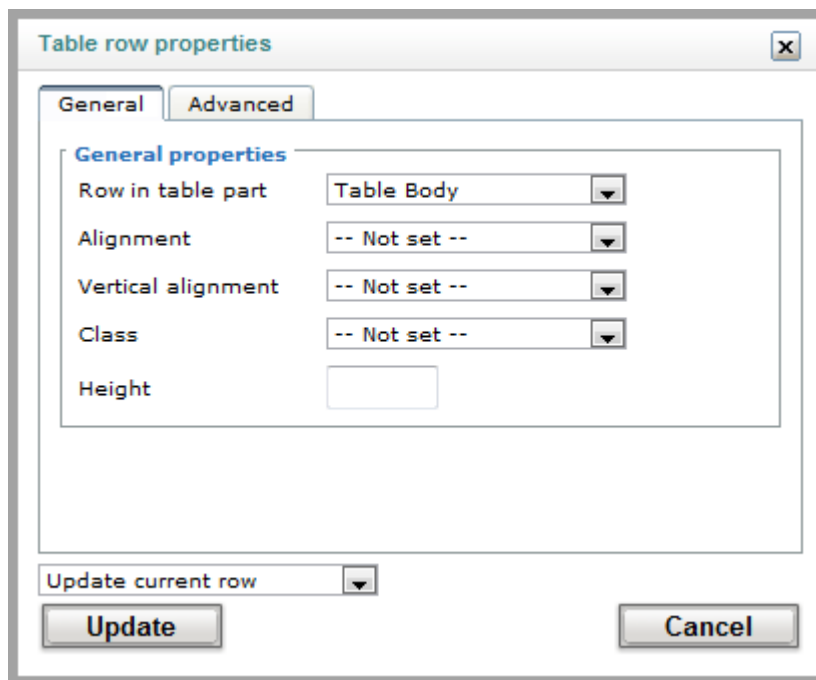 Table row properties
General Advanced
General properties
Row in table part Table Body
Alignment -- Not set --
Vertical alignment -- Not set --
Class -- Not set --
Height
Update current row
Update Cancel